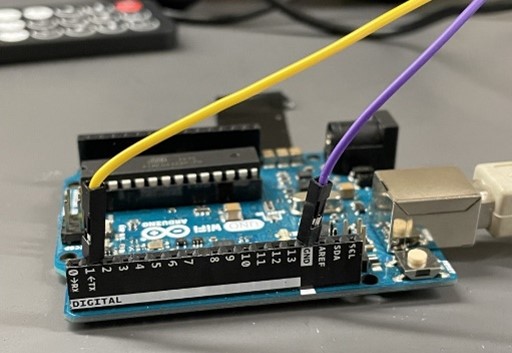 0 ←RX
1 →TX
2
3
4
5
6
7
8
9
10
11
12
13
GND
AREF
SDA
SCL
DIGITAL
WIFI
ARDUINO
UNO